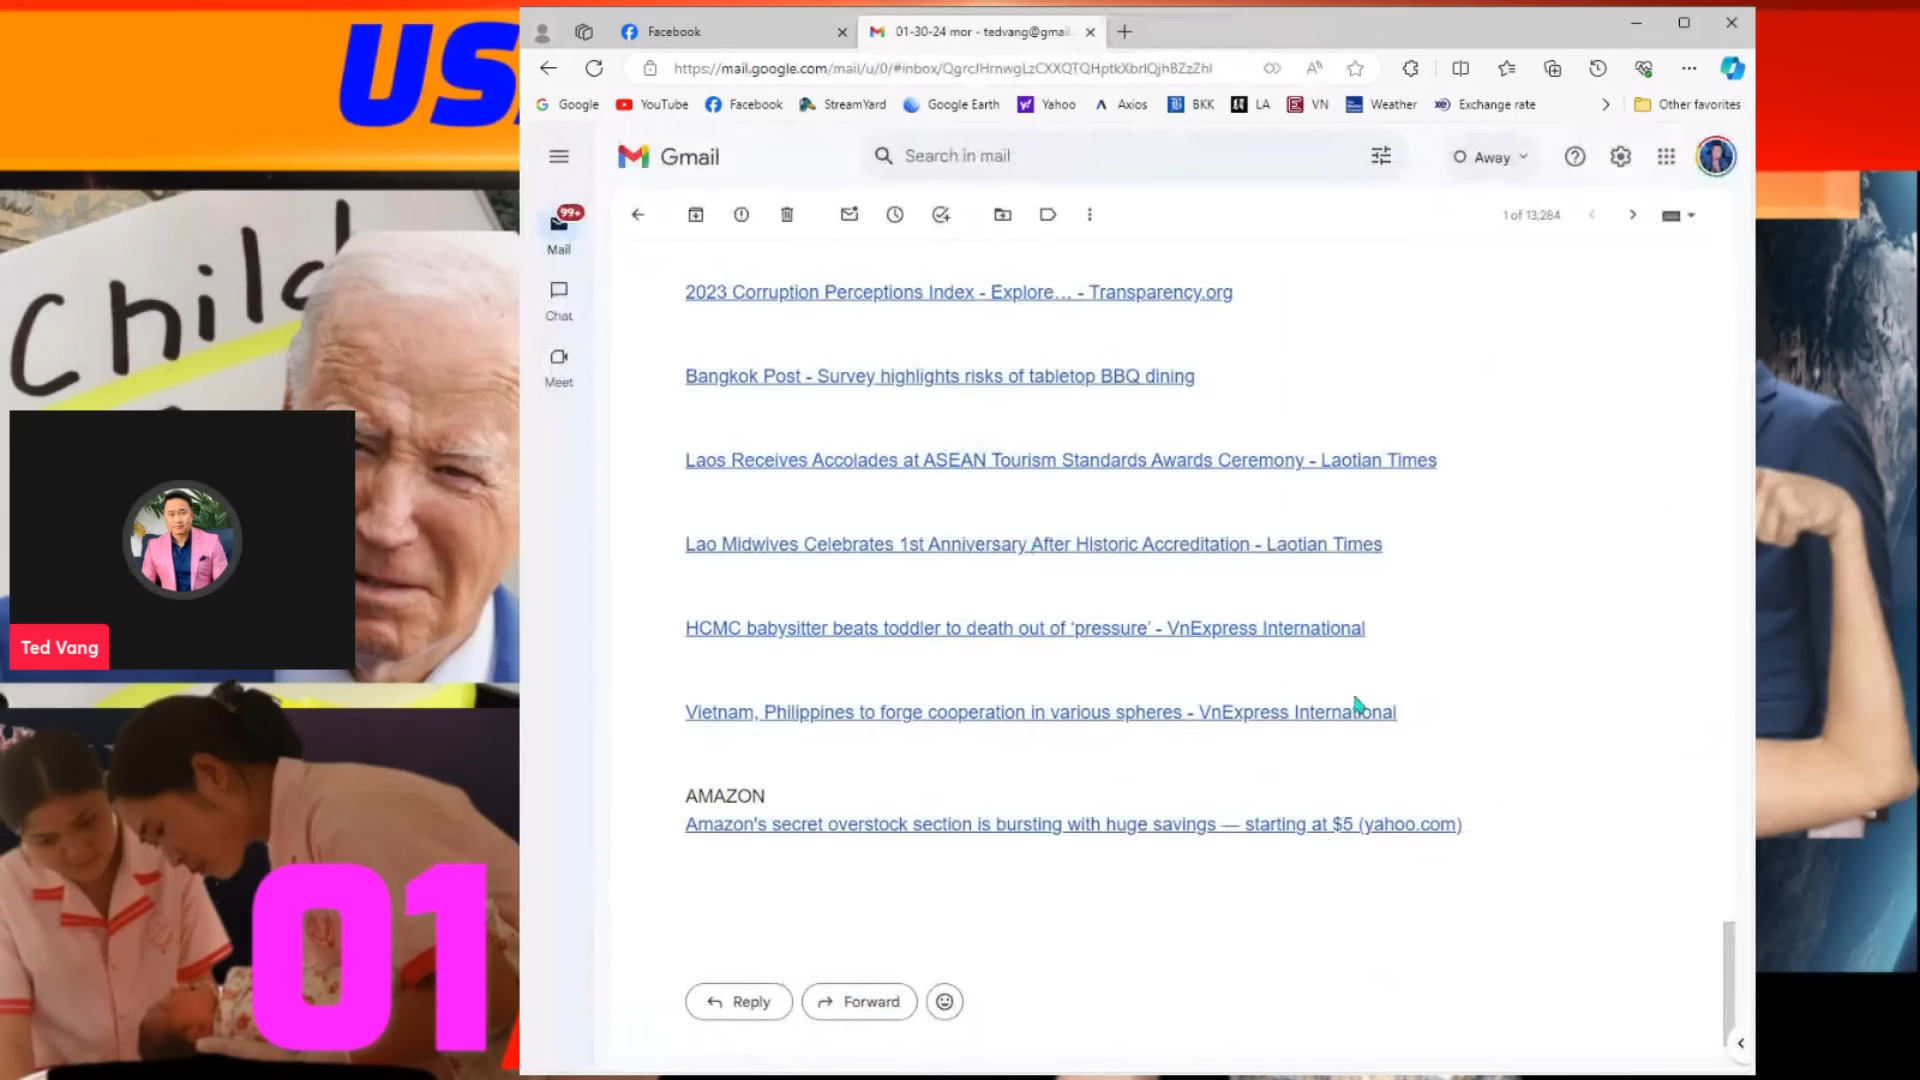 US
Child
Ted Vang
01
Facebook
01-30-24 mor - tedvang@gmail
https://mail.google.com/mail/u/0/#inbox/QgrcJHrnwgLzCXXQTQHptkXbrlQjhBZzZhl
Google
YouTube
Facebook
StreamYard
Google Earth
Yahoo
Axios
BKK
LA
VN
Weather
Exchange rate
Other favorites
Gmail
Search in mail
Away
99+
Mail
Chat
Meet
1 of 13,284
2023 Corruption Perceptions Index - Explore… - Transparency.org
Bangkok Post - Survey highlights risks of tabletop BBQ dining
Laos Receives Accolades at ASEAN Tourism Standards Awards Ceremony - Laotian Times
Lao Midwives Celebrates 1st Anniversary After Historic Accreditation - Laotian Times
HCMC babysitter beats toddler to death out of ‘pressure’ - VnExpress International
Vietnam, Philippines to forge cooperation in various spheres - VnExpress International
AMAZON
Amazon's secret overstock section is bursting with huge savings — starting at $5 (yahoo.com)
Reply
Forward